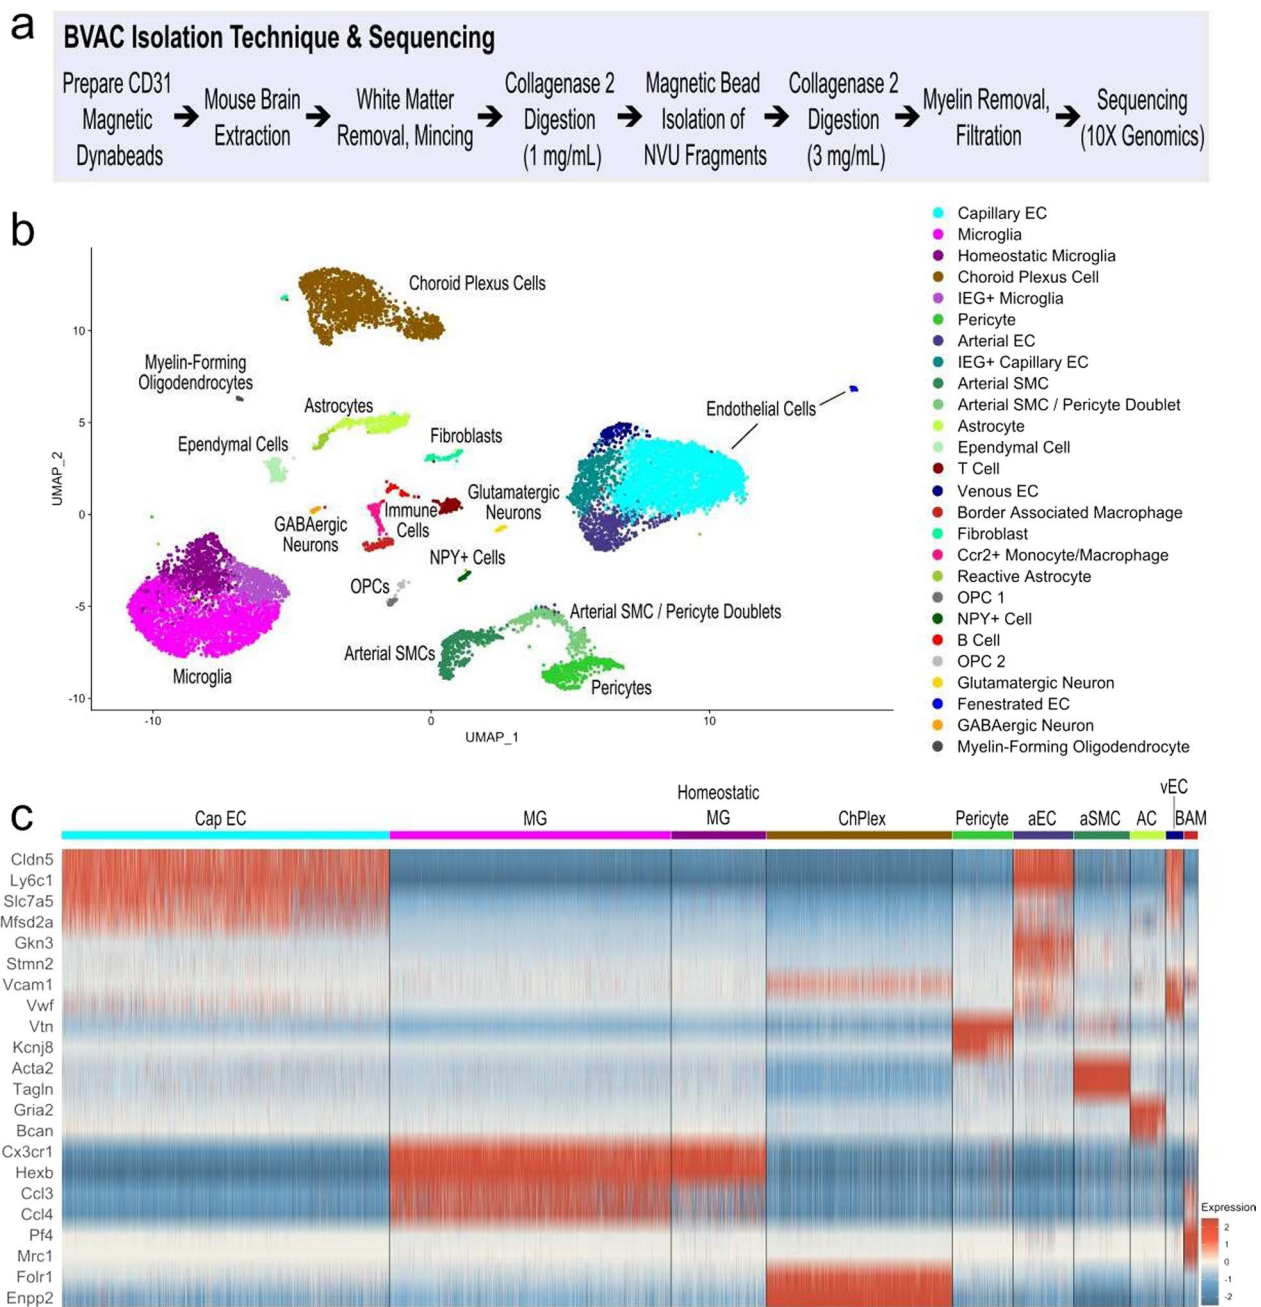 a
BVAC Isolation Technique & Sequencing
Prepare CD31
Magnetic
Dynabeads
Mouse Brain
Extraction
White Matter
Removal, Mincing
Collagenase 2
Digestion
(1 mg/mL)
Magnetic Bead
Isolation of
NVU Fragments
Collagenase 2
Digestion
(3 mg/mL)
Myelin Removal,
Filtration
Sequencing
(10X Genomics)
b
UMAP_2
10
5
0
-5
-10
-10
0
10
UMAP_1
Choroid Plexus Cells
Myelin-Forming
Oligodendrocytes
Astrocytes
Ependymal Cells
Fibroblasts
Endothelial Cells
GABAergic
Neurons
Immune
Cells
Glutamatergic
Neurons
NPY+ Cells
OPCs
Arterial SMC / Pericyte Doublets
Arterial SMCs
Pericytes
Microglia
Capillary EC
Microglia
Homeostatic Microglia
Choroid Plexus Cell
IEG+ Microglia
Pericyte
Arterial EC
IEG+ Capillary EC
Arterial SMC
Arterial SMC / Pericyte Doublet
Astrocyte
Ependymal Cell
T Cell
Venous EC
Border Associated Macrophage
Fibroblast
Ccr2+ Monocyte/Macrophage
Reactive Astrocyte
OPC 1
NPY+ Cell
B Cell
OPC 2
Glutamatergic Neuron
Fenestrated EC
GABAergic Neuron
Myelin-Forming Oligodendrocyte
c
Cap EC
MG
Homeostatic
MG
ChPlex
Pericyte
aEC
aSMC
AC
vEC
BAM
Cldn5
Ly6c1
Slc7a5
Mfsd2a
Gkn3
Stmn2
Vcam1
Vwf
Vtn
Kcnj8
Acta2
Tagln
Gria2
Bcan
Cx3cr1
Hexb
Ccl3
Ccl4
Pf4
Mrc1
Folr1
Enpp2
Expression
2
1
0
-1
-2